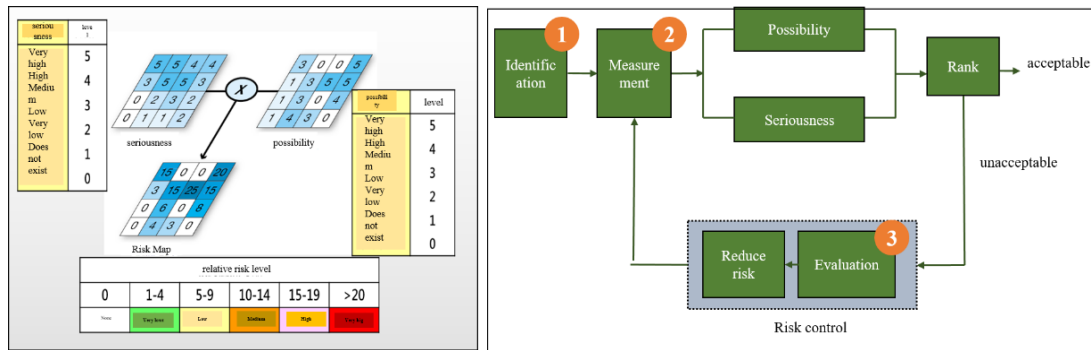 seriou
sness
leve
l
Very
high
High
Mediu
m
Low
Very
low
Does
not
exist
5
4
3
2
1
0
5 5 4 4
3 5 5 3
0 2 3 2
0 1 1 2
seriousness
X
3 0 0 5
1 3 5 5
1 3 0 4
1 4 3 0
possibility
15 0 0 20
3 15 25 15
0 6 0 8
0 4 3 0
Risk Map
possibili
ty
level
Very
high
High
Mediu
m
Low
Very
low
Does
not
exist
5
4
3
2
1
0
relative risk level
0 1-4 5-9 10-14 15-19 >20
None Very low Low Medium High
1
Identific
ation
2
Measure
ment
Possibility
Seriousness
Rank
acceptable
unacceptable
3
Reduce
risk
Evaluation
Risk control